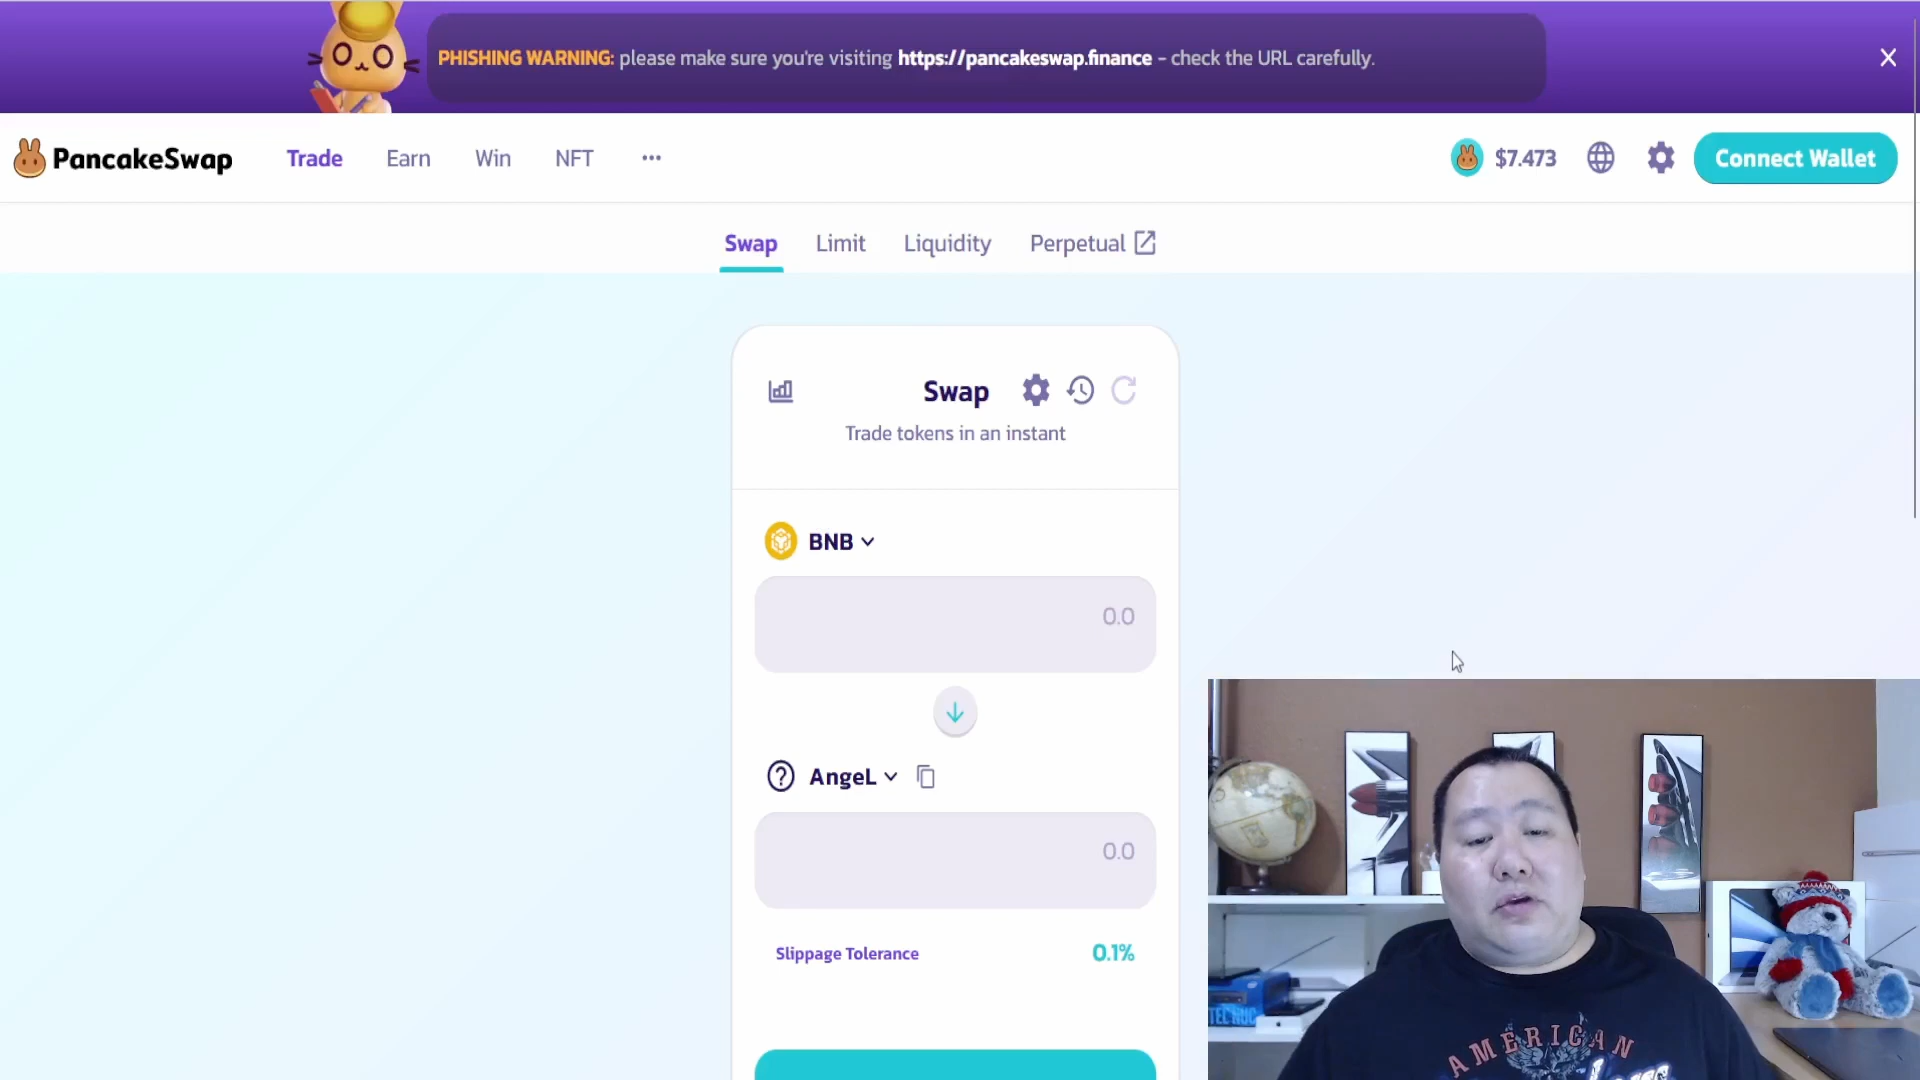 PHISHING WARNING: please make sure you're visiting https://pancakeswap.finance - check the URL carefully.
PancakeSwap Trade Earn Win NFT ... $7.473 Connect Wallet
Swap Limit Liquidity Perpetual
Swap
Trade tokens in an instant
BNB
0.0
AngeL
0.0
Slippage Tolerance 0.1%
AMERICAN